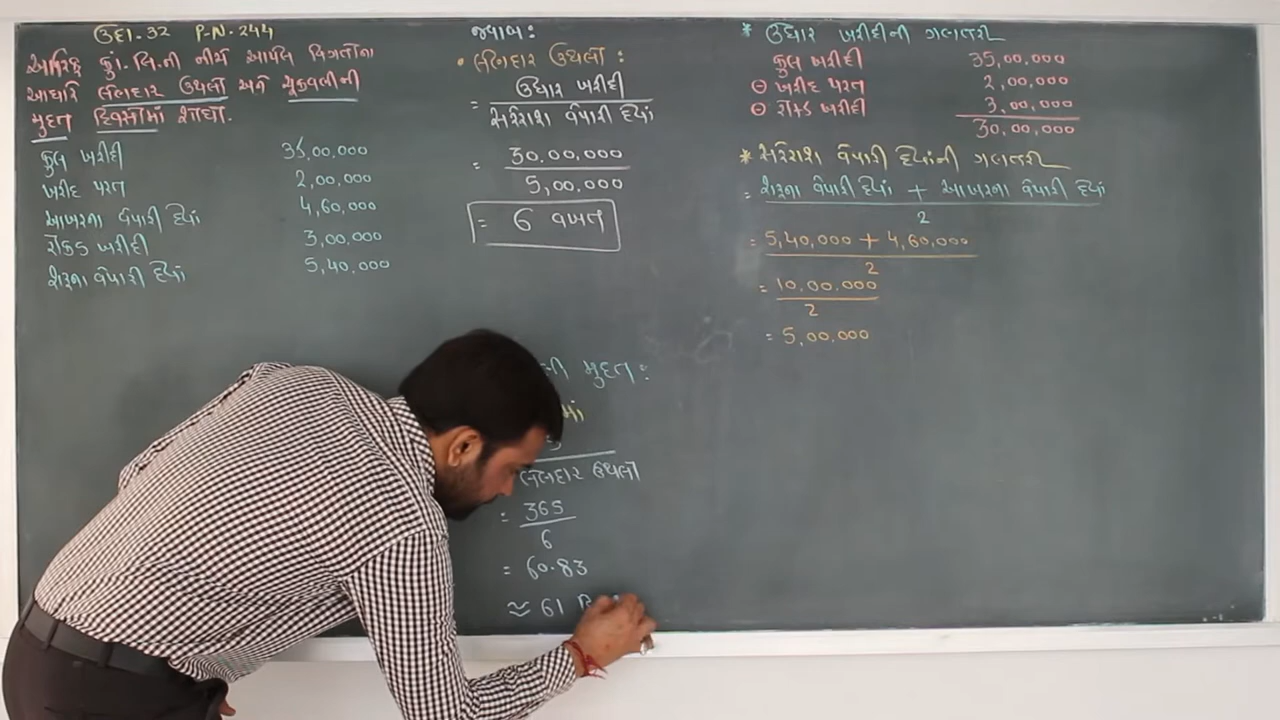 ઉદા.32 P.N.244
કુા.લિ.ની નીચે આપેલ વિગતોના
આધારે લેણદાર ઉથલો અને ચૂકવણીની
મુદત દિવસોમાં શોધો.
કુલ ખરીદી 35,00,000
ખરીદ પરત 2,00,000
આખરના વેપારી દેવાં 4,60,000
રોકડ ખરીદી 3,00,000
શરૂના વેપારી દેવાં 5,40,000
જવાબ:
• લેણદાર ઉથલો :
= ઉધાર ખરીદી
સરેરાશ વેપારી દેવાં
= 30,00,000
5,00,000
= 6 વખત
ની મુદત :
માં
લેણદાર ઉથલો
= 365
6
= 60.83
≈ 61
* ઉધાર ખરીદીની ગણતરી
કુલ ખરીદી 35,00,000
⊖ ખરીદ પરત 2,00,000
⊖ રોકડ ખરીદી 3,00,000
30,00,000
* સરેરાશ વેપારી દેવાંની ગણતરી
= શરૂના વેપારી દેવાં + આખરના વેપારી દેવાં
2
= 5,40,000 + 4,60,000
2
= 10,00,000
2
= 5,00,000